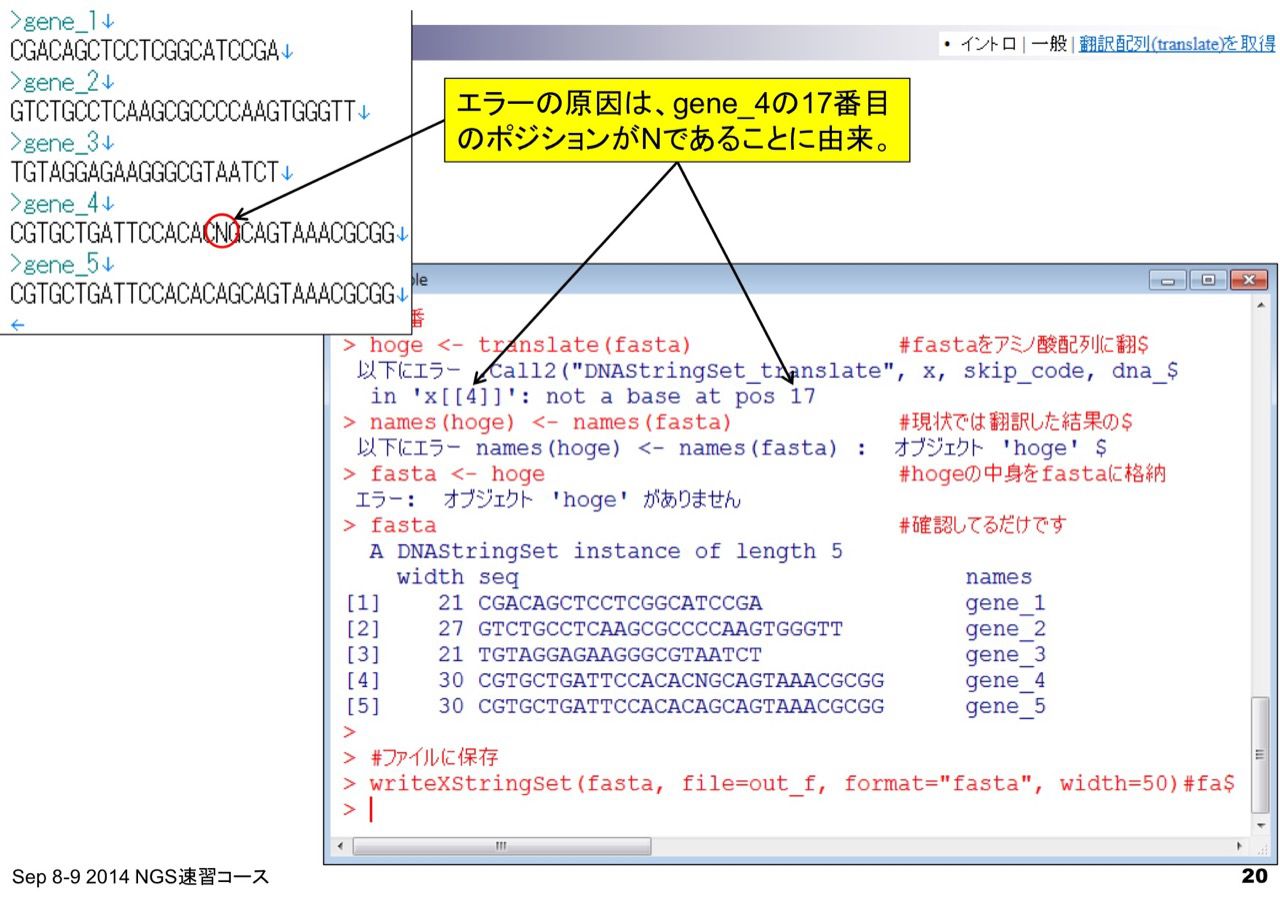 >gene_1↓
CGACAGCTCCTCGGCATCCGA↓
>gene_2↓
GTCTGCCTCAAGCGCCCCAAGTGGGTT↓
>gene_3↓
TGTAGGAGAAGGGCGTAATCT↓
>gene_4↓
CGTGCTGATTCCACACNGCAGTAAACGCGG↓
>gene_5↓
CGTGCTGATTCCACACAGCAGTAAACGCGG↓
←
• イントロ | 一般 | 翻訳配列(translate)を取得
エラーの原因は、gene_4の17番目
のポジションがNであることに由来。
> hoge <- translate(fasta) #fastaをアミノ酸配列に翻$
以下にエラー .Call2("DNAStringSet_translate", x, skip_code, dna_$
in 'x[[4]]': not a base at pos 17
> names(hoge) <- names(fasta) #現状では翻訳した結果の$
以下にエラー names(hoge) <- names(fasta) : オブジェクト 'hoge' $
> fasta <- hoge #hogeの中身をfastaに格納
エラー: オブジェクト 'hoge' がありません
> fasta #確認してるだけです
A DNAStringSet instance of length 5
width seq names
[1] 21 CGACAGCTCCTCGGCATCCGA gene_1
[2] 27 GTCTGCCTCAAGCGCCCCAAGTGGGTT gene_2
[3] 21 TGTAGGAGAAGGGCGTAATCT gene_3
[4] 30 CGTGCTGATTCCACACNGCAGTAAACGCGG gene_4
[5] 30 CGTGCTGATTCCACACAGCAGTAAACGCGG gene_5
>
> #ファイルに保存
> writeXStringSet(fasta, file=out_f, format="fasta", width=50)#fa$
>
Sep 8-9 2014 NGS速習コース
20